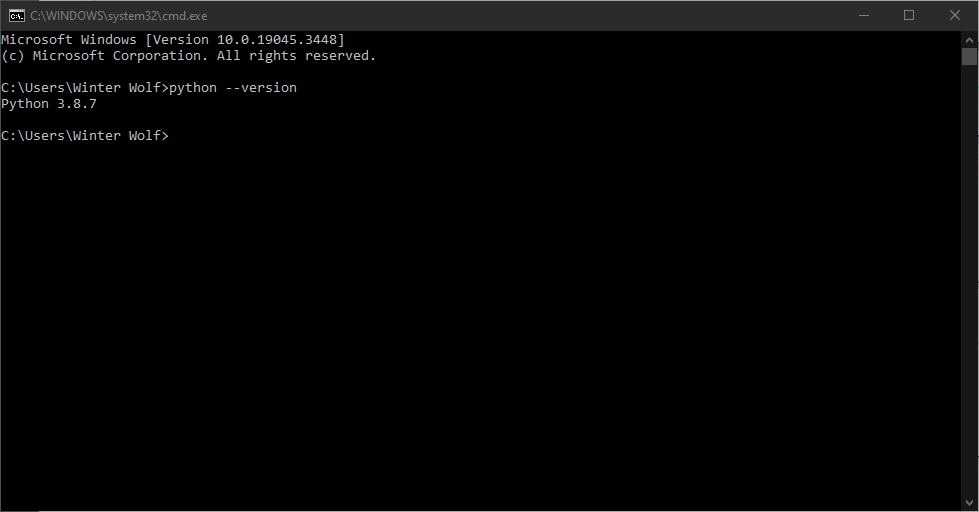 C:\WINDOWS\system32\cmd.exe
Microsoft Windows [Version 10.0.19045.3448]
(c) Microsoft Corporation. All rights reserved.
C:\Users\Winter Wolf>python --version
Python 3.8.7
C:\Users\Winter Wolf>